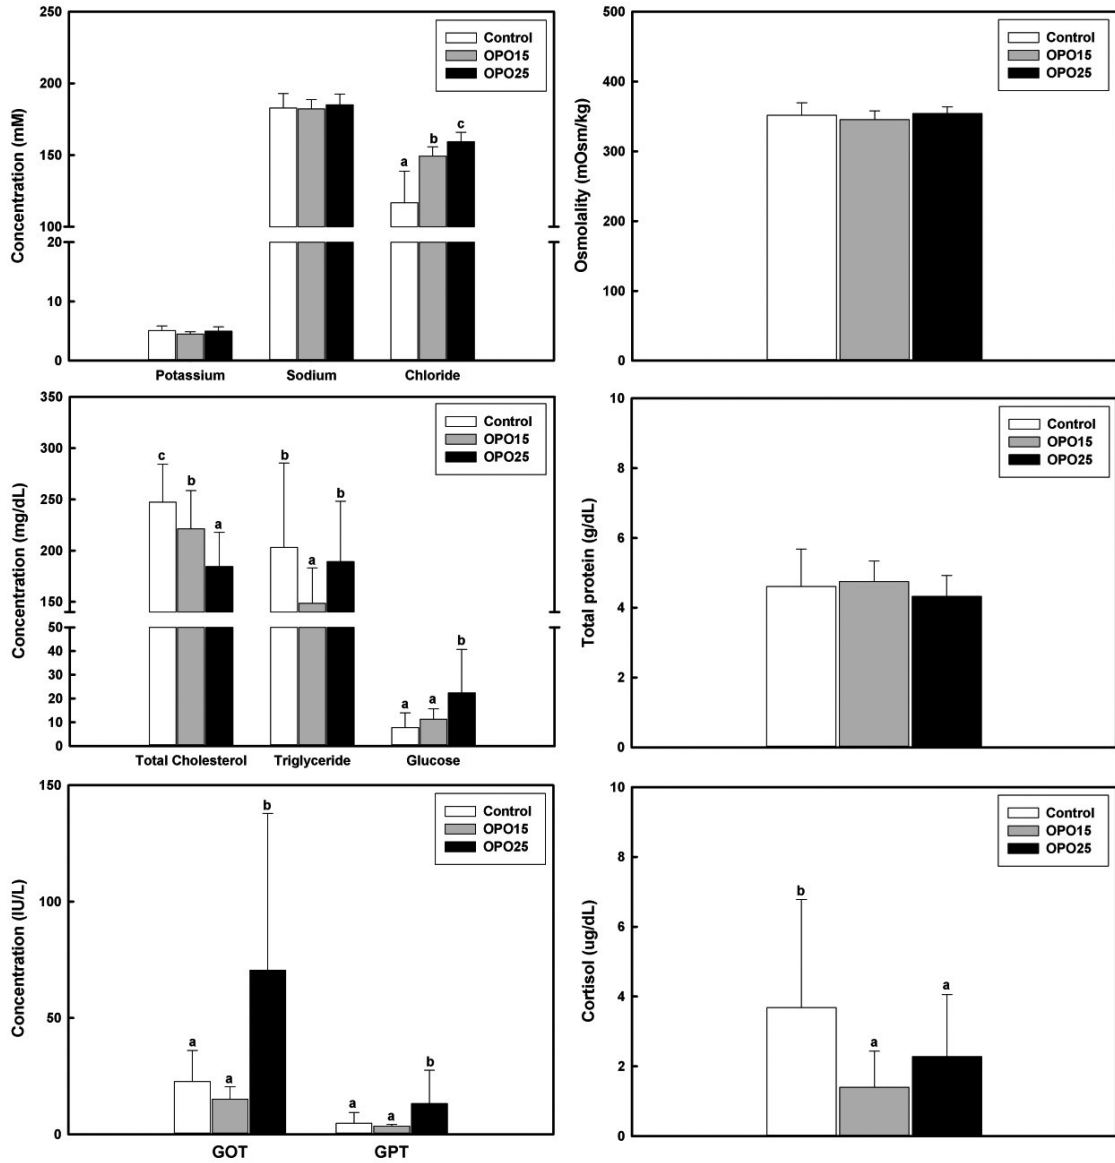 250
200
150
100
20
10
0
Concentration (mM)
Control
OPO15
OPO25
a
b
c
Potassium
Sodium
Chloride
500
400
300
200
100
0
Osmolality (mOsm/kg)
Control
OPO15
OPO25
350
300
250
200
150
50
40
30
20
10
0
Concentration (mg/dL)
Control
OPO15
OPO25
c
b
a
b
a
b
a
a
b
Total Cholesterol
Triglyceride
Glucose
10
8
6
4
2
0
Total protein (g/dL)
Control
OPO15
OPO25
150
100
50
0
Concentration (IU/L)
Control
OPO15
OPO25
a
a
b
a
a
b
GOT
GPT
10
8
6
4
2
0
Cortisol (ug/dL)
Control
OPO15
OPO25
b
a
a